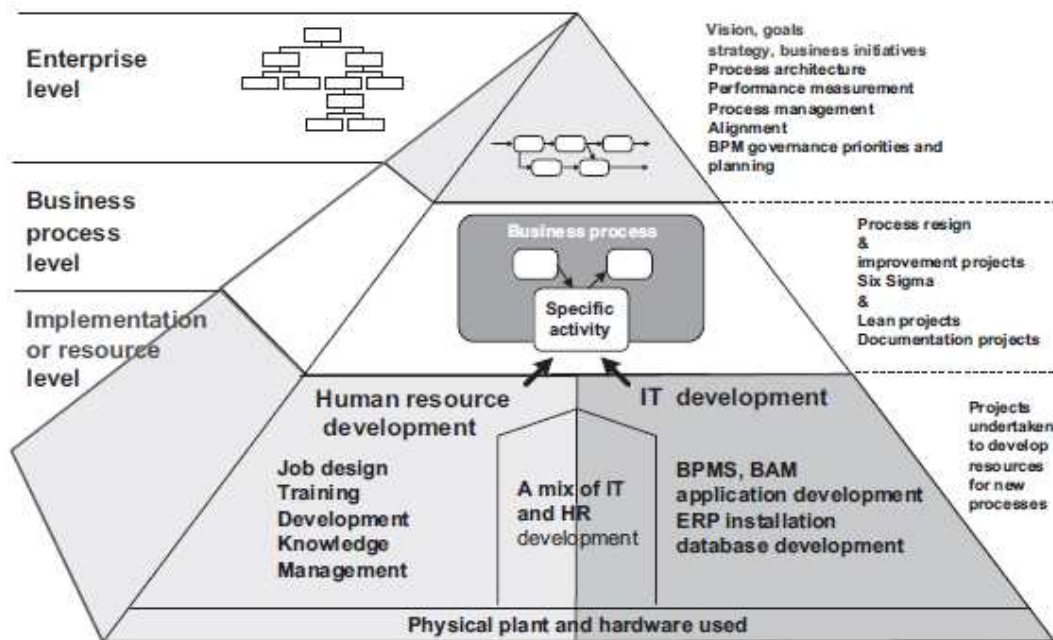 Enterprise
level
Vision, goals
strategy, business initiatives
Process architecture
Performance measurement
Process management
Alignment
BPM governance priorities and
planning
Business
process
level
Business process
Specific
activity
Process resign
&
improvement projects
Six Sigma
&
Lean projects
Documentation projects
Implementation
or resource
level
Human resource
development
Job design
Training
Development
Knowledge
Management
A mix of IT
and HR
development
IT development
BPMS, BAM
application development
ERP installation
database development
Projects
undertaken
to develop
resources
for new
processes
Physical plant and hardware used